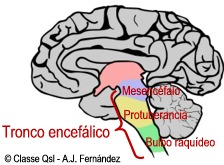 Mesencéfalo
Protuberancia
Tronco encefálico
Bulbo raquídeo
© Classe Qsl - A.J. Fernández